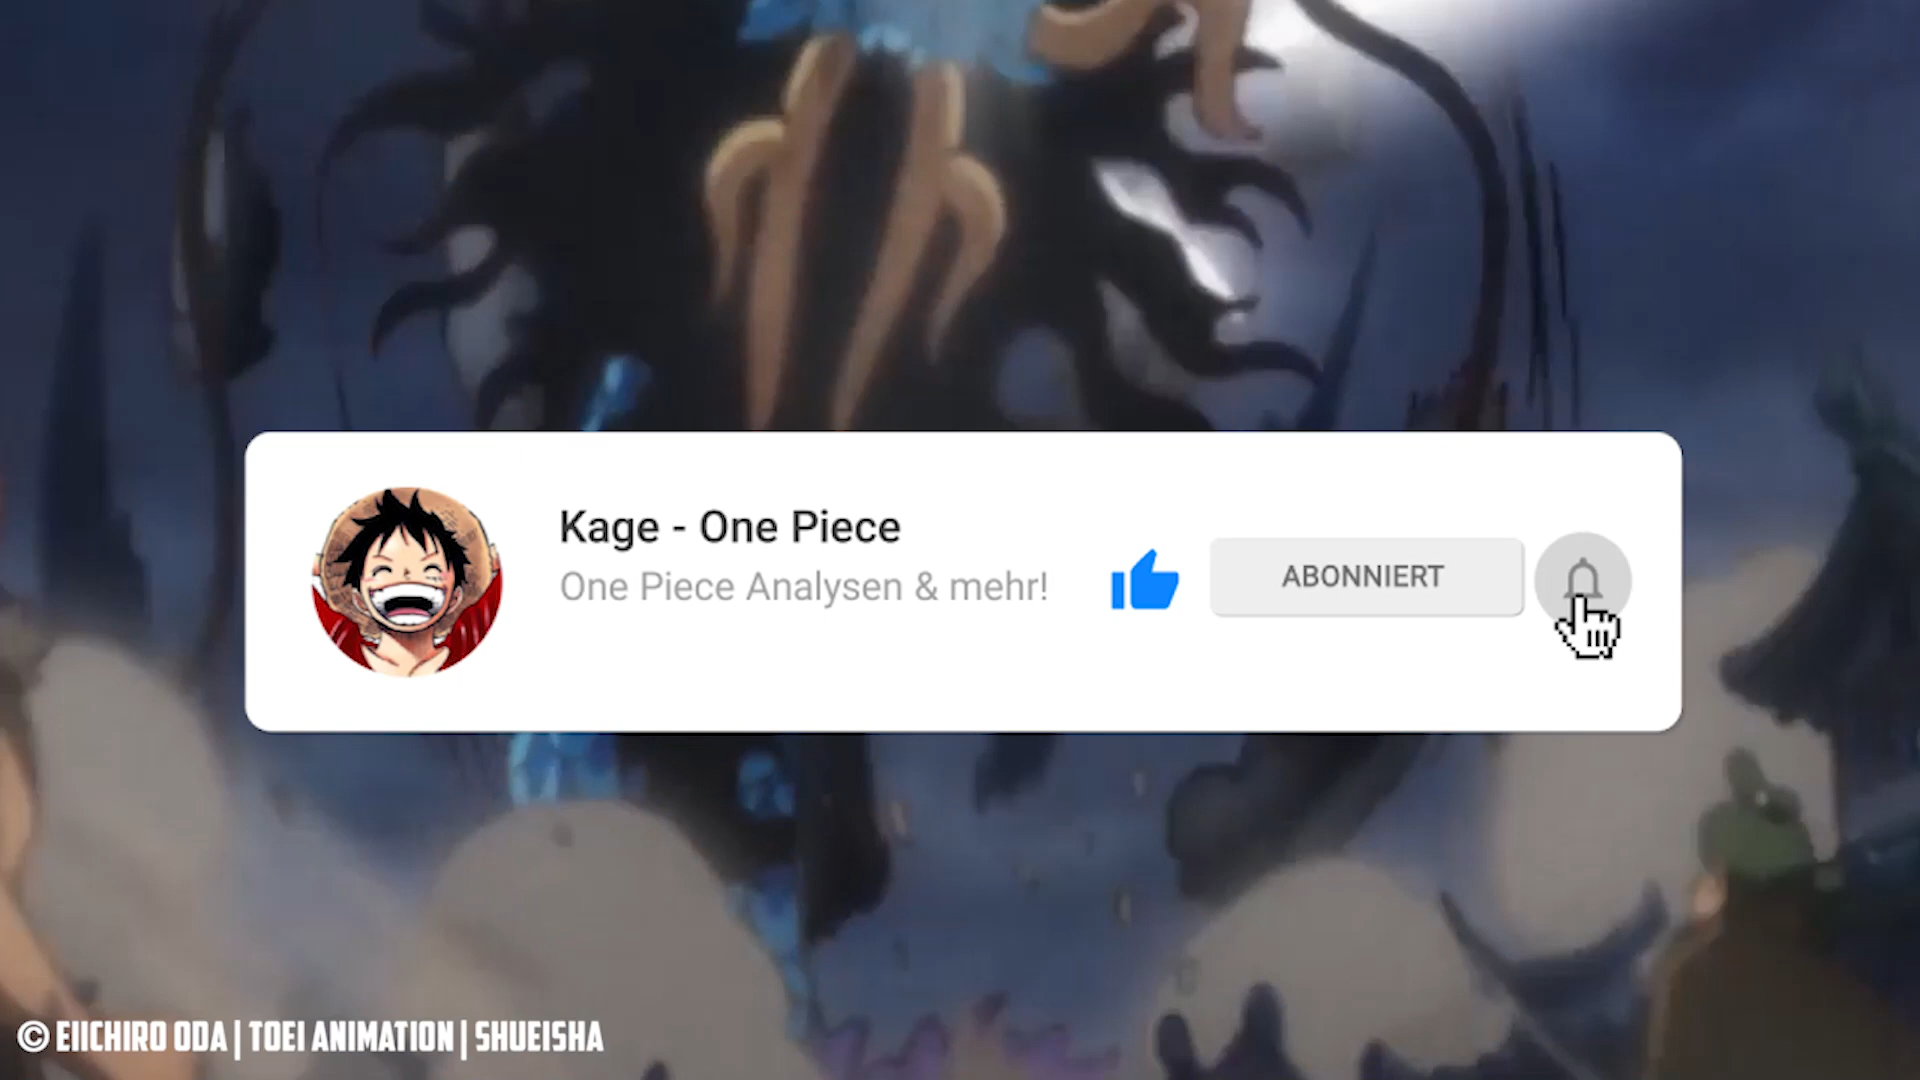 Kage - One Piece
One Piece Analysen & mehr!
ABONNIERT
© EIICHIRO ODA | TOEI ANIMATION | SHUEISHA